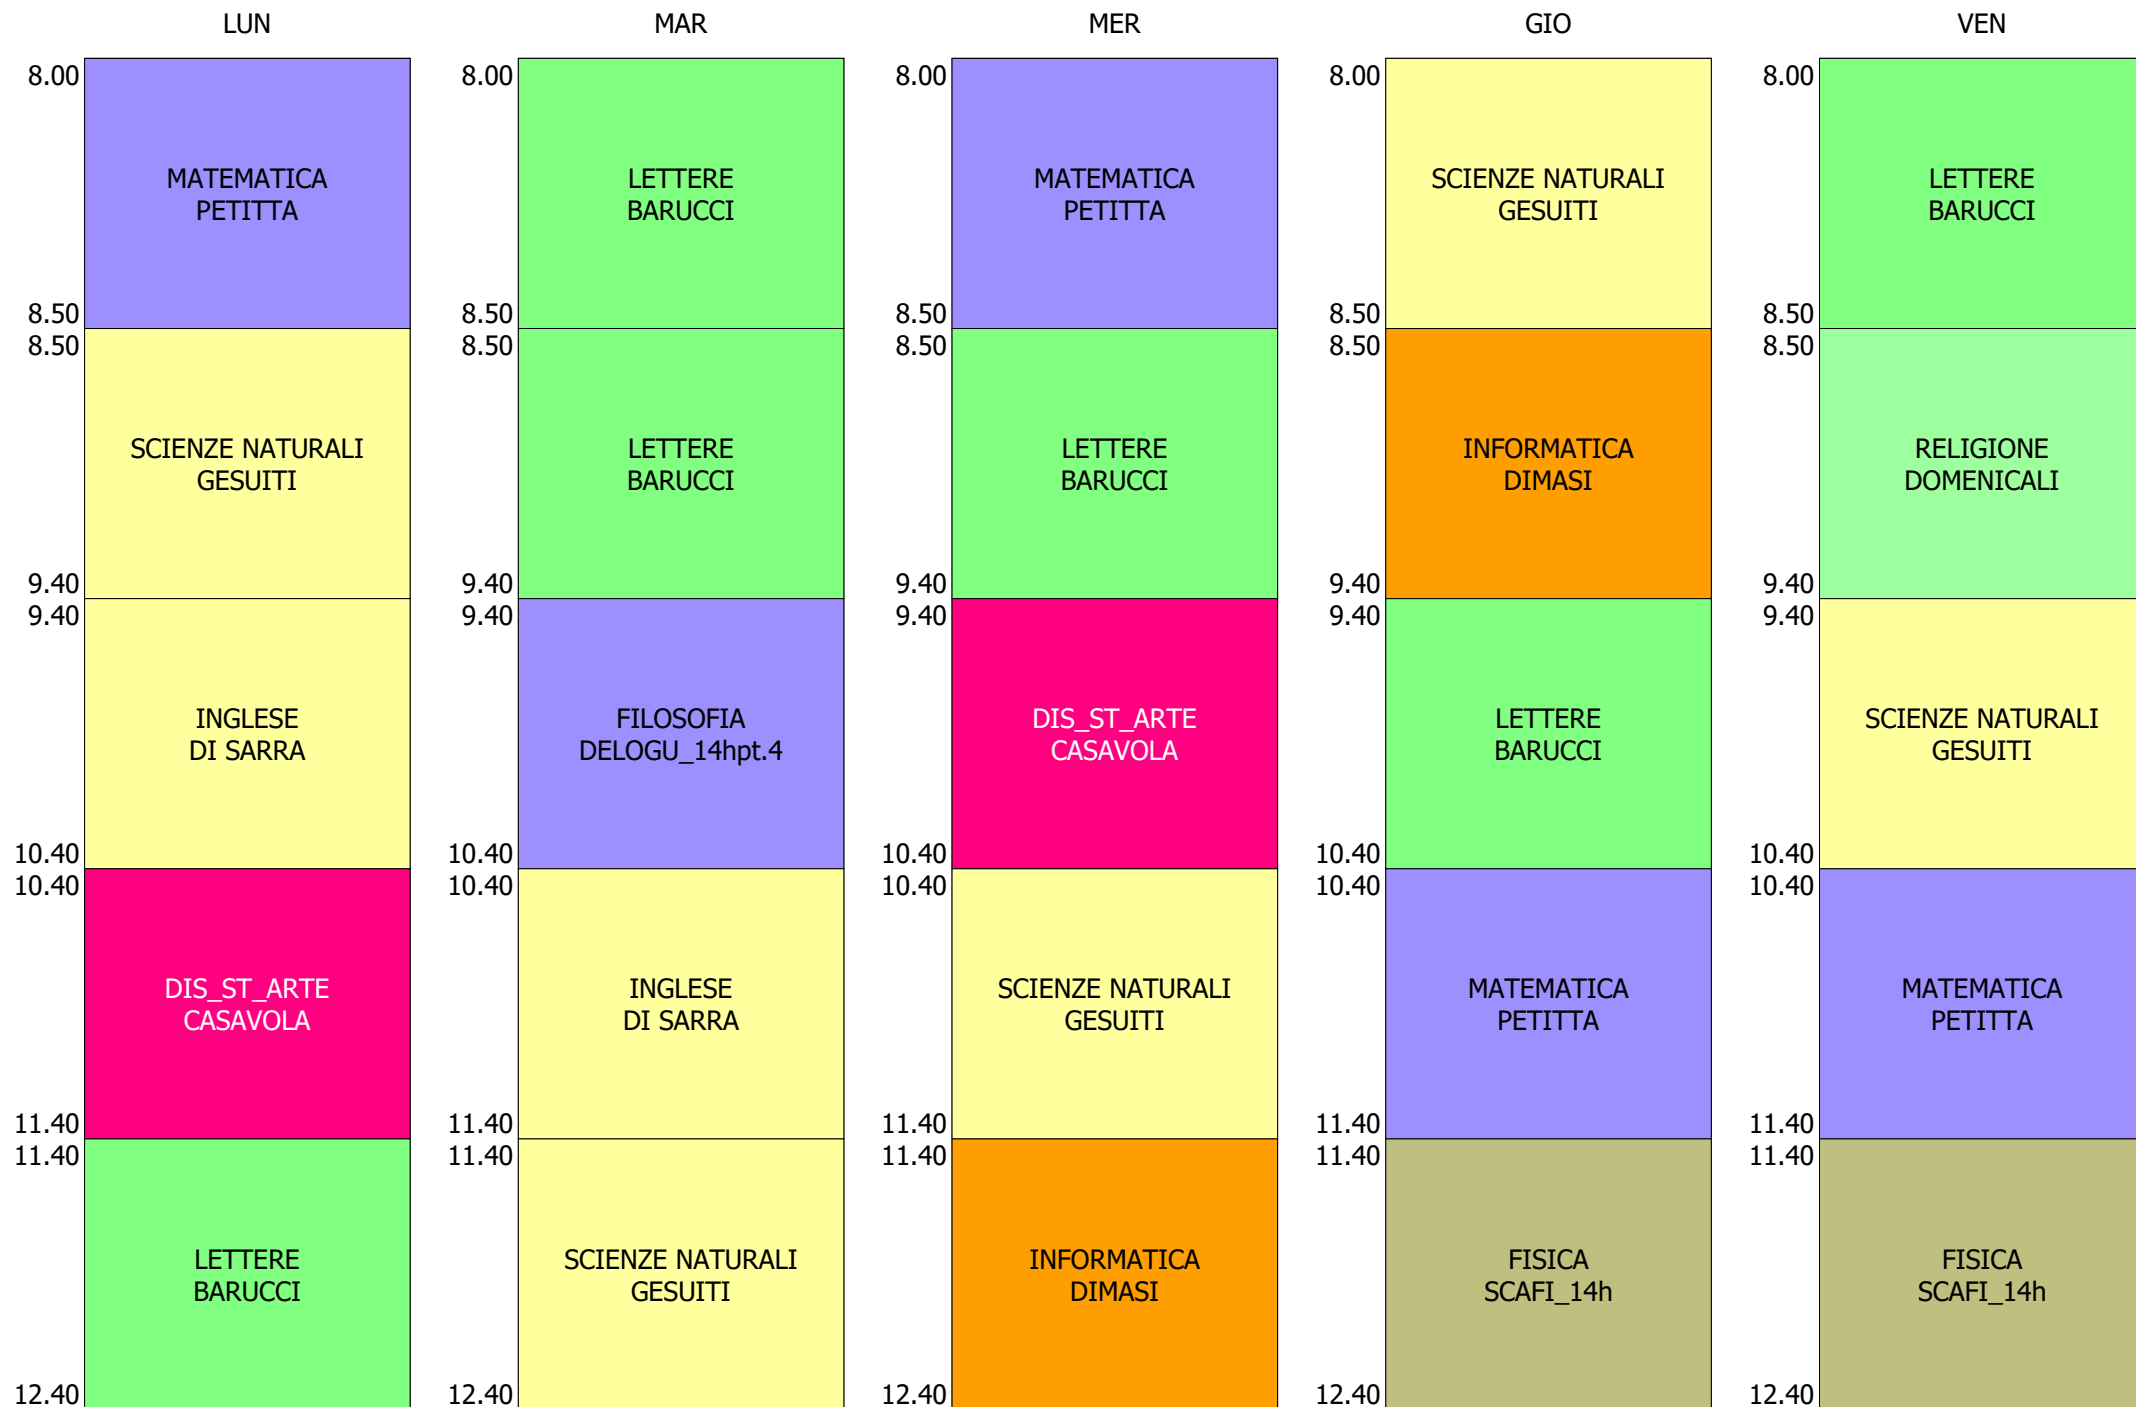 LUN MAR MER GIO VEN
8.00 8.00 8.00 8.00 8.00
MATEMATICA LETTERE MATEMATICA SCIENZE NATURALI LETTERE
PETITTA BARUCCI PETITTA GESUITI BARUCCI
8.50 8.50 8.50 8.50 8.50
8.50 8.50 8.50 8.50 8.50
SCIENZE NATURALI LETTERE LETTERE INFORMATICA RELIGIONE
GESUITI BARUCCI BARUCCI DIMASI DOMENICALI
9.40 9.40 9.40 9.40 9.40
9.40 9.40 9.40 9.40 9.40
INGLESE FILOSOFIA DIS_ST_ARTE LETTERE SCIENZE NATURALI
DI SARRA DELOGU_14hpt.4 CASAVOLA BARUCCI GESUITI
10.40 10.40 10.40 10.40 10.40
10.40 10.40 10.40 10.40 10.40
DIS_ST_ARTE INGLESE SCIENZE NATURALI MATEMATICA MATEMATICA
CASAVOLA DI SARRA GESUITI PETITTA PETITTA
11.40 11.40 11.40 11.40 11.40
11.40 11.40 11.40 11.40 11.40
LETTERE SCIENZE NATURALI INFORMATICA FISICA FISICA
BARUCCI GESUITI DIMASI SCAFI_14h SCAFI_14h
12.40 12.40 12.40 12.40 12.40